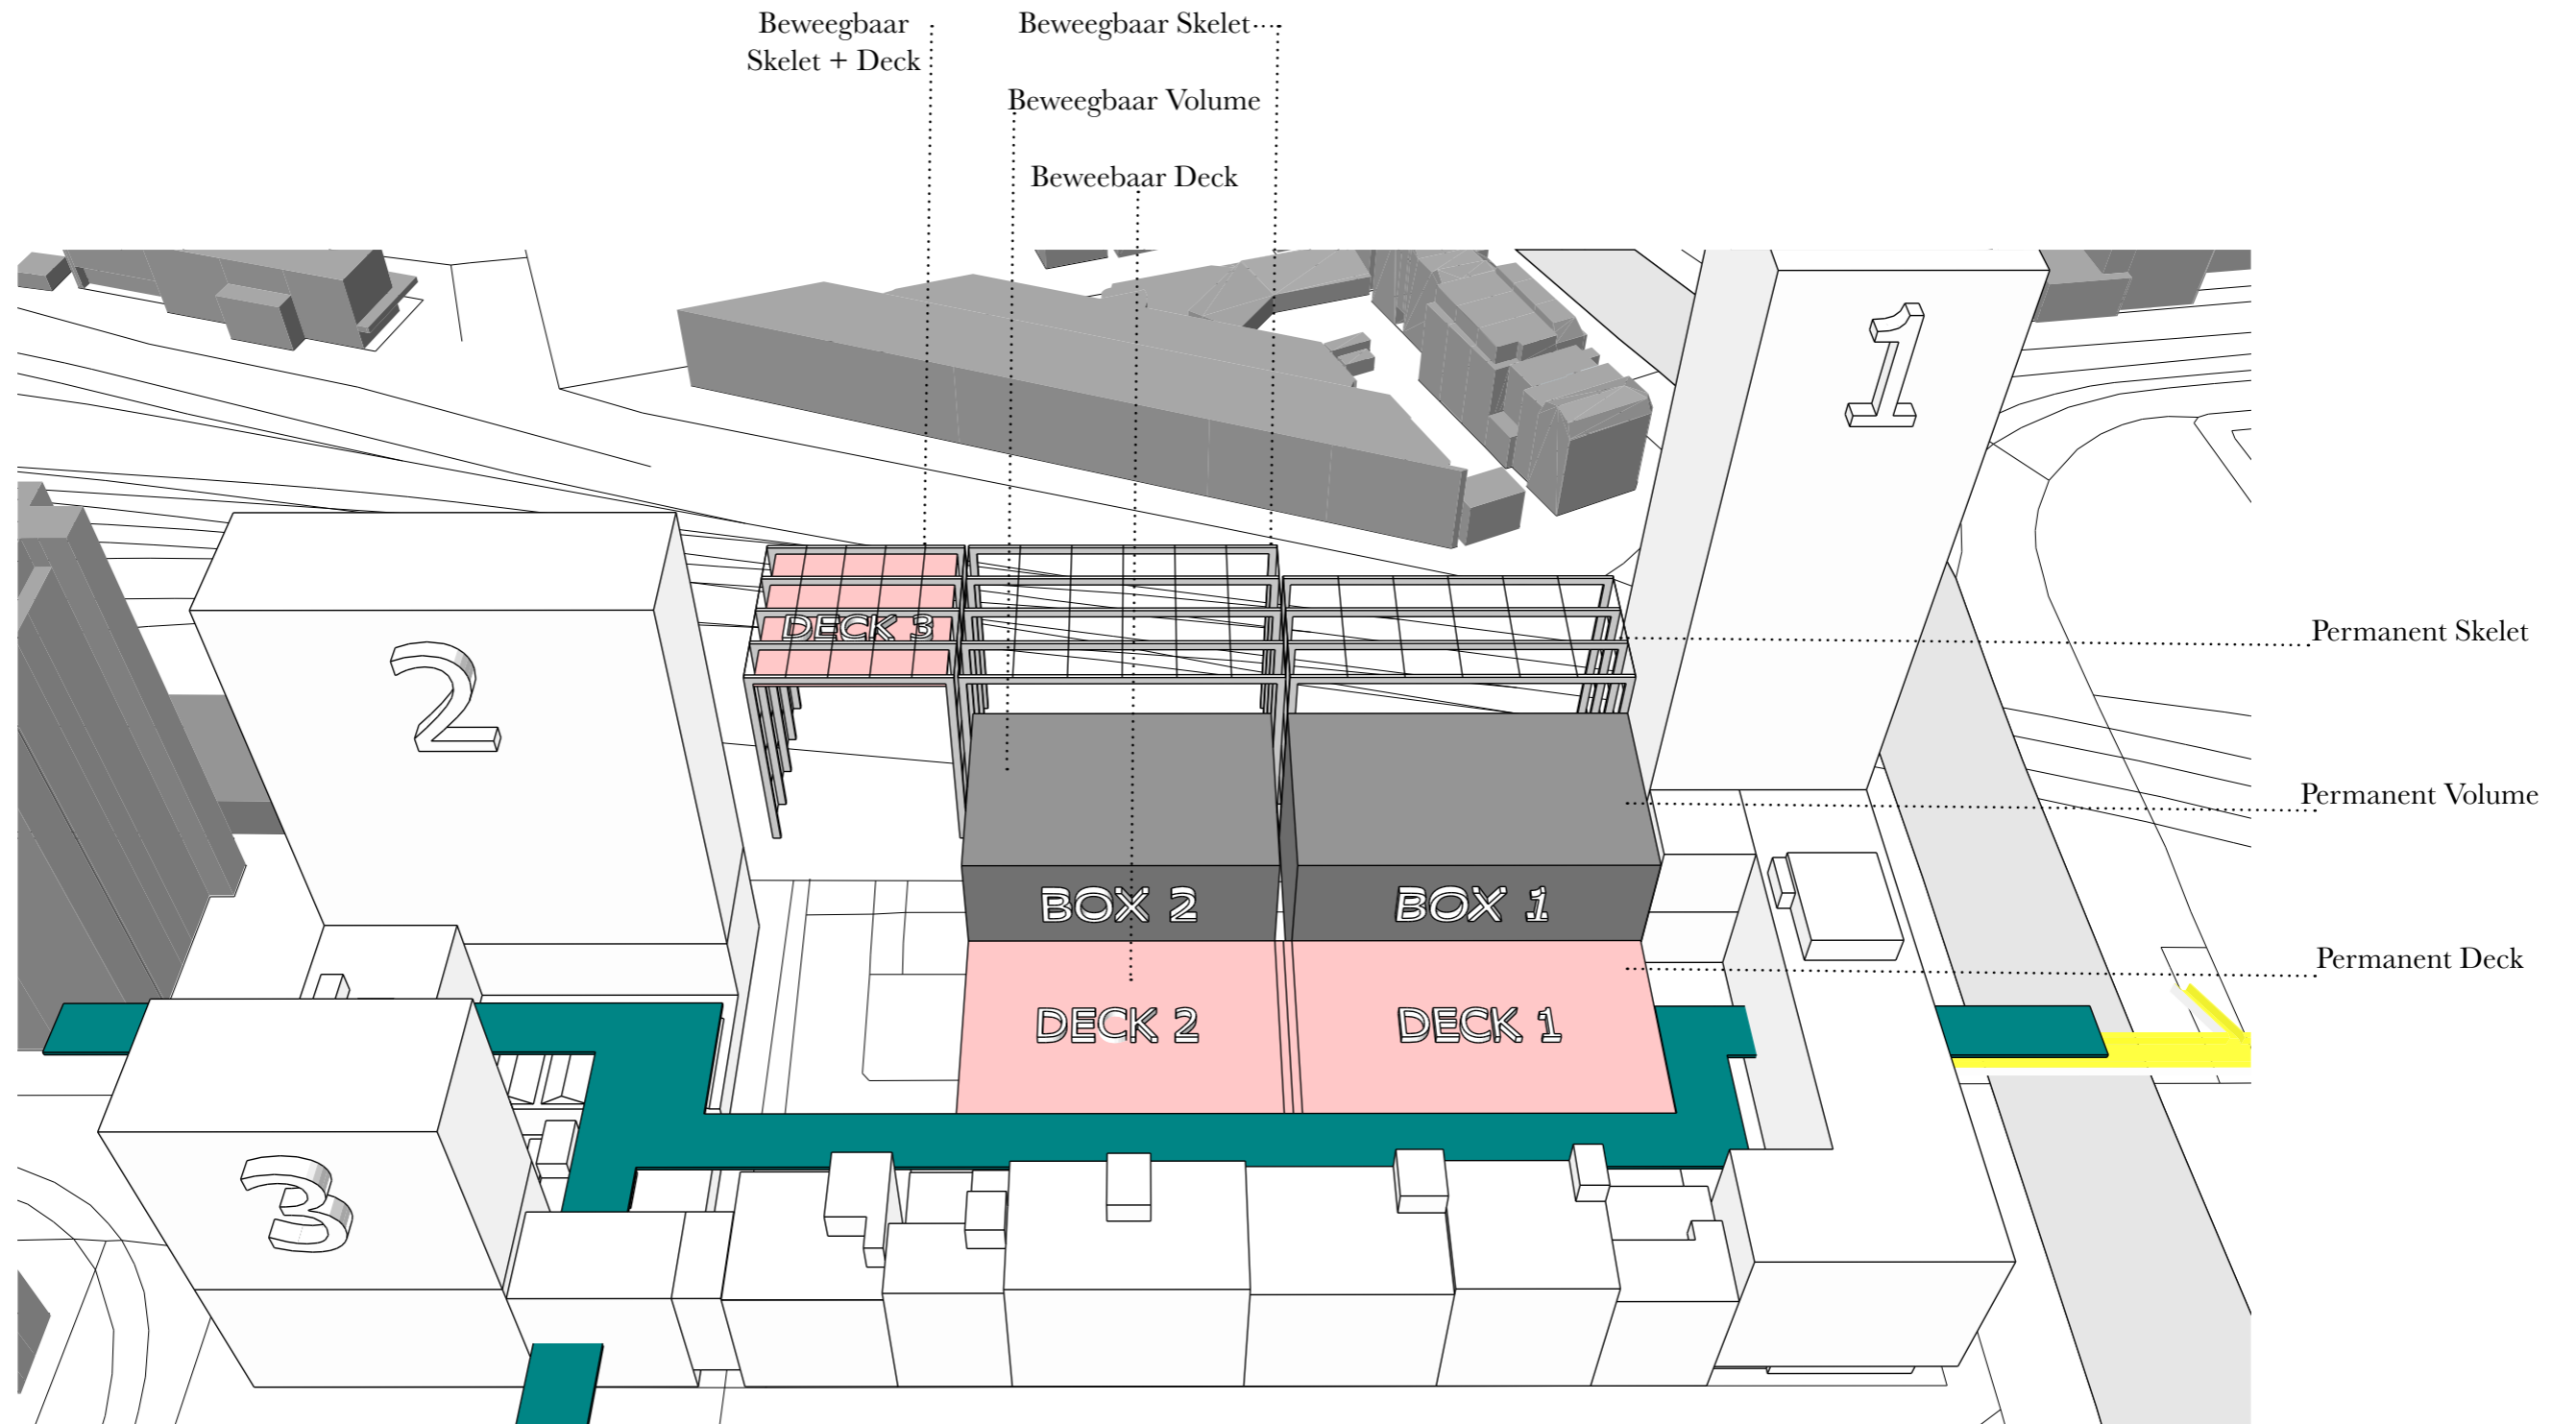 Beweegbaar
Skelet + Deck
Beweegbaar Skelet
Beweegbaar Volume
Beweebaar Deck
1
2
DECK 3
Permanent Skelet
Permanent Volume
BOX 2
BOX 1
Permanent Deck
DECK 2
DECK 1
3